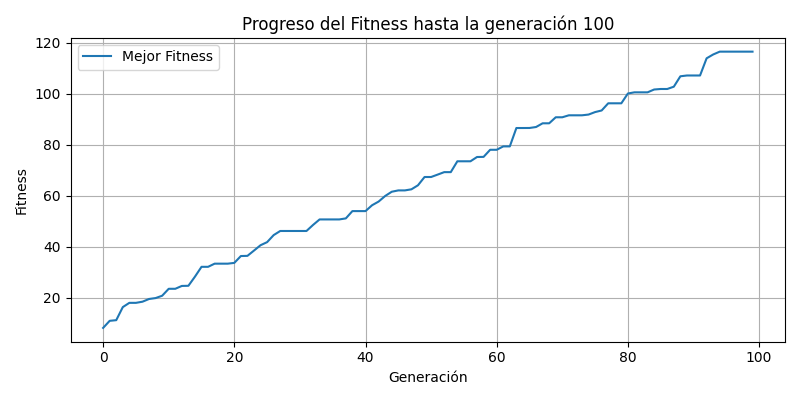 Progreso del Fitness hasta la generación 100
Mejor Fitness
120
100
80
60
40
20
Fitness
0 20 40 60 80 100
Generación